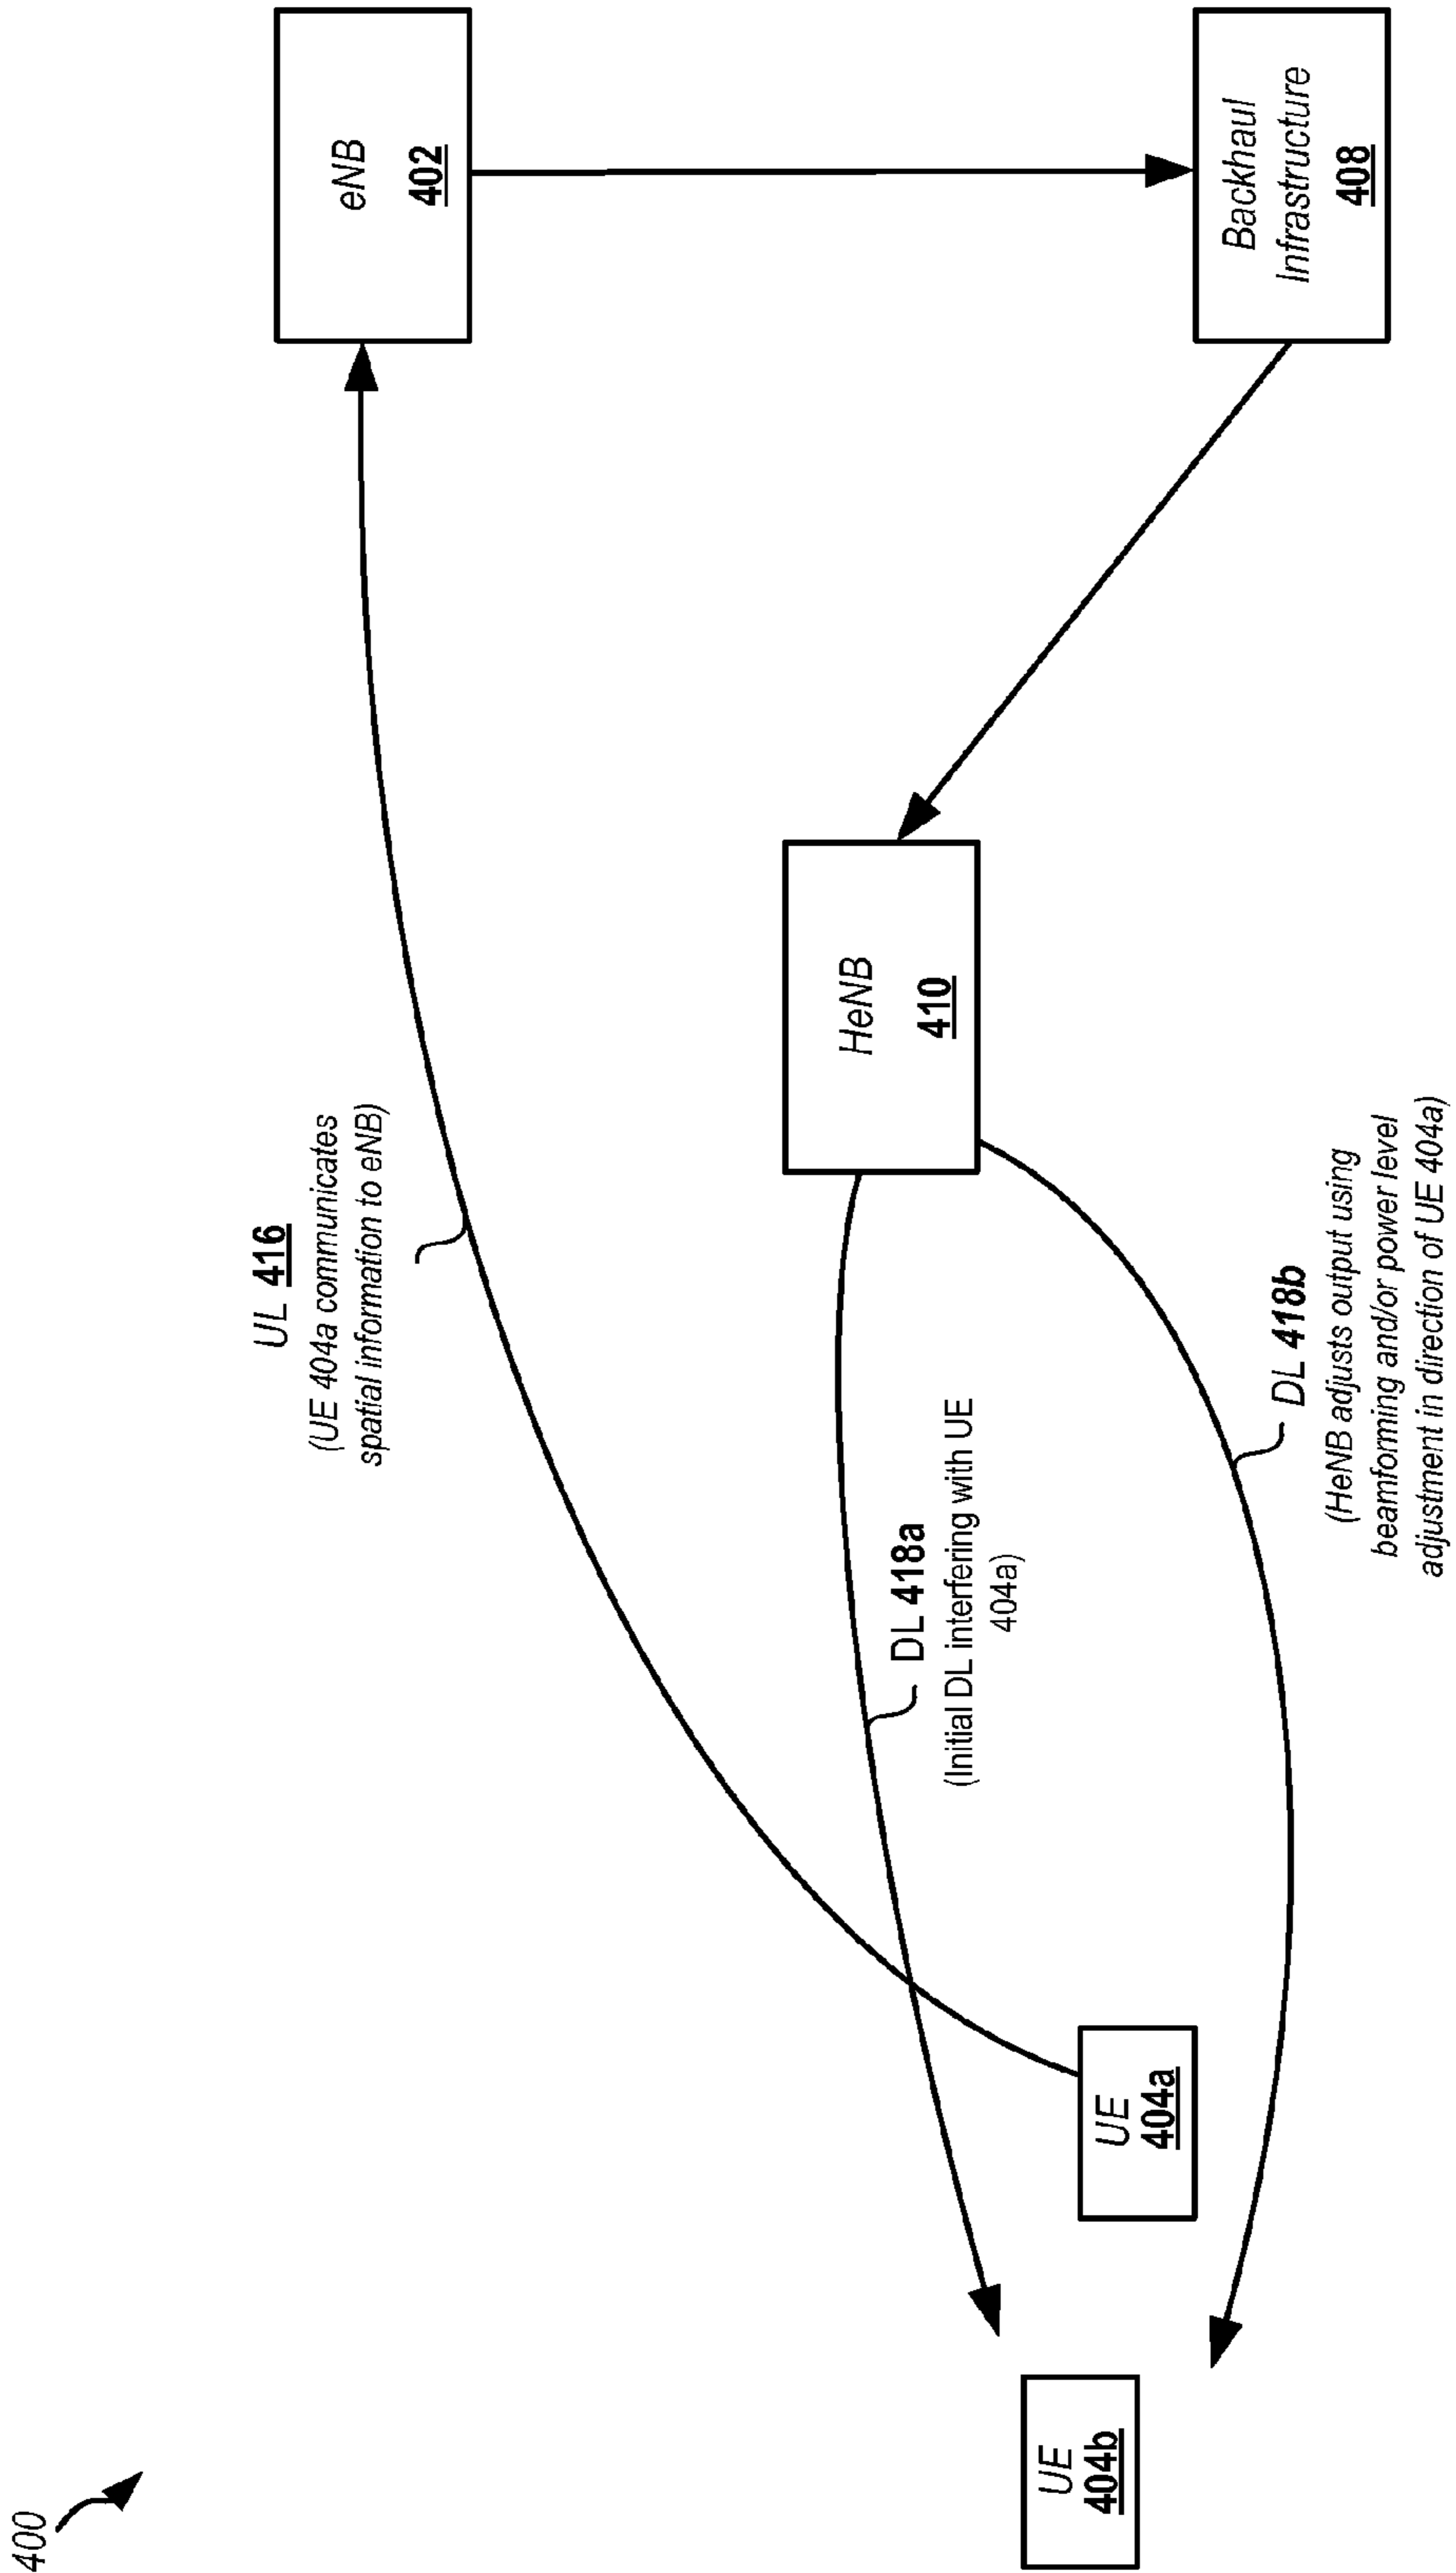 400
UL 416
(UE 404a communicates
spatial information to eNB)
eNB
402
HeNB
410
DL 418a
(Initial DL interfering with UE
404a)
UE
404b
UE
404a
Backhaul
Infrastructure
408
DL 418b
(HeNB adjusts output using
beamforming and/or power level
adjustment in direction of UE 404a)